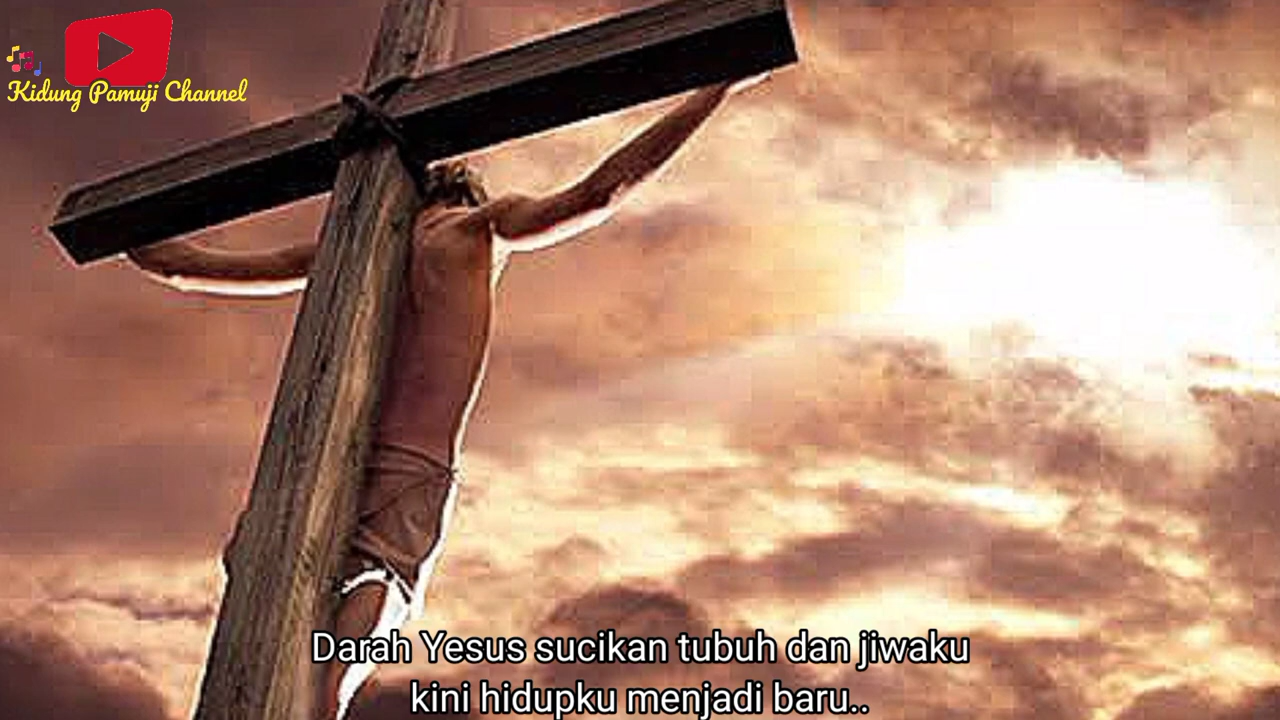 Kidung Pamuji Channel
Darah Yesus sucikan tubuh dan jiwaku
kini hidupku menjadi baru..